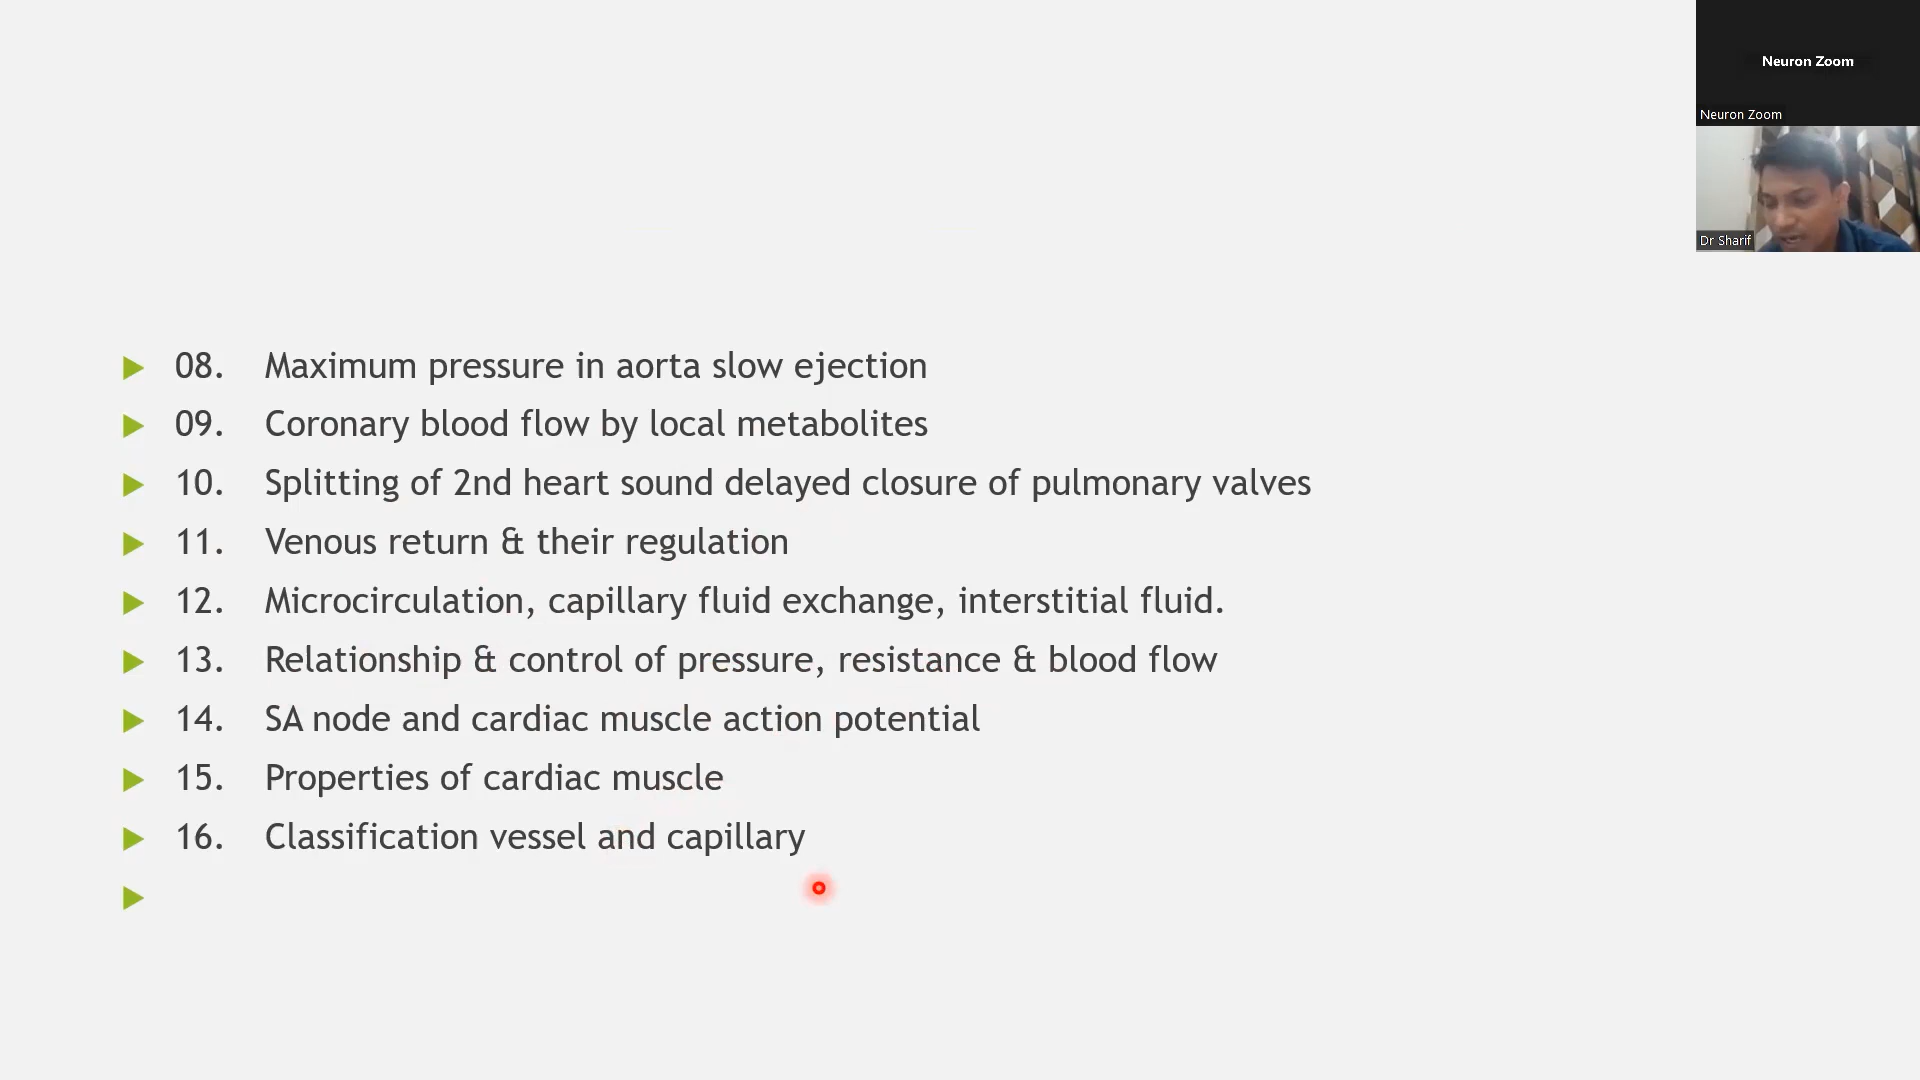 Neuron Zoom
Neuron Zoom
Dr Sharif
08. Maximum pressure in aorta slow ejection
09. Coronary blood flow by local metabolites
10. Splitting of 2nd heart sound delayed closure of pulmonary valves
11. Venous return & their regulation
12. Microcirculation, capillary fluid exchange, interstitial fluid.
13. Relationship & control of pressure, resistance & blood flow
14. SA node and cardiac muscle action potential
15. Properties of cardiac muscle
16. Classification vessel and capillary